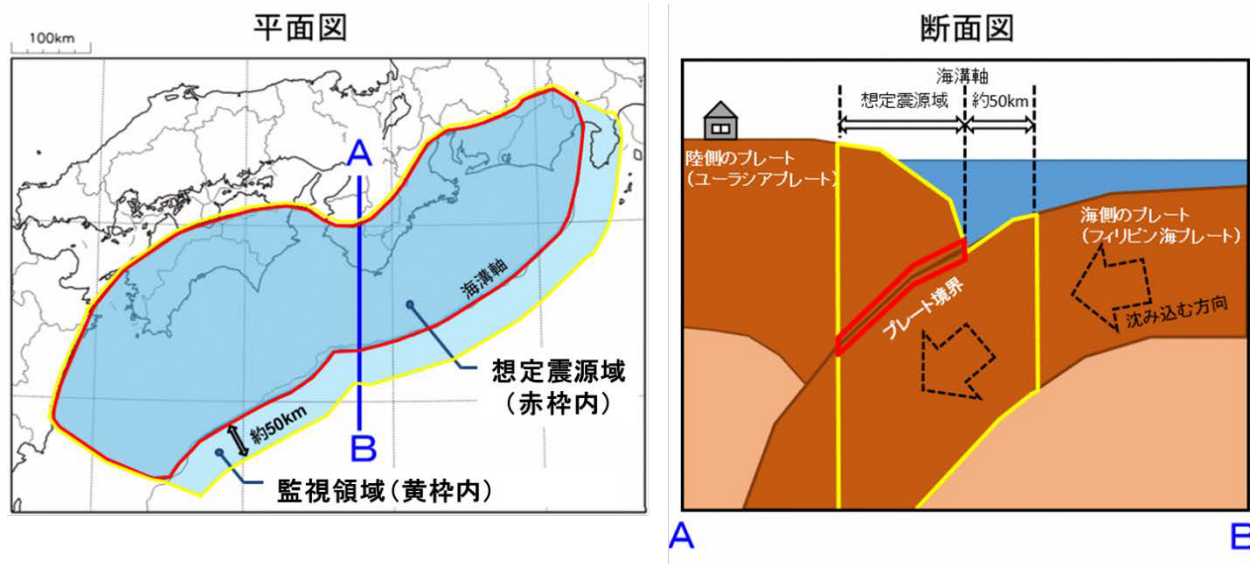 平面図
100km
A
海溝軸
想定震源域
(赤枠内)
約50km
B
監視領域(黄枠内)
断面図
海溝軸
想定震源域
約50km
陸側のプレート
(ユーラシアプレート)
海側のプレート
(フィリピン海プレート)
プレート境界
沈み込む方向
A
B